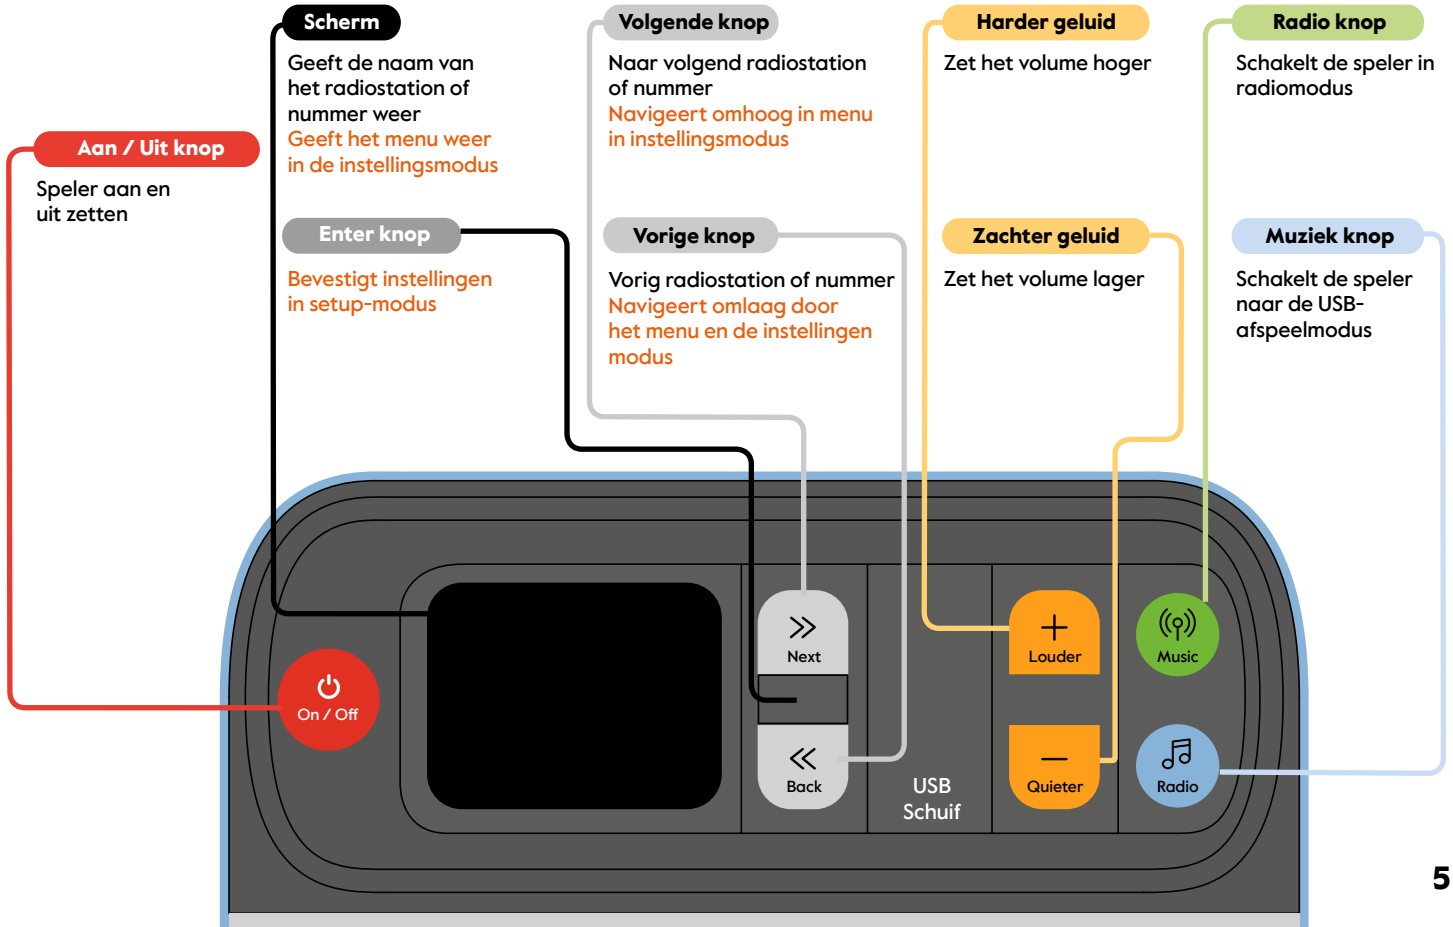 Scherm
Geeft de naam van
het radiostation of
nummer weer
Geeft het menu weer
in de instellingsmodus
Volgende knop
Naar volgend radiostation
of nummer
Navigeert omhoog in menu
in instellingsmodus
Harder geluid
Zet het volume hoger
Radio knop
Schakelt de speler in
radiomodus
Aan / Uit knop
Speler aan en
uit zetten
Enter knop
Bevestigt instellingen
in setup-modus
Vorige knop
Vorig radiostation of nummer
Navigeert omlaag door
het menu en de instellingen
modus
Zachter geluid
Zet het volume lager
Muziek knop
Schakelt de speler
naar de USB-
afspeelmodus
On / Off
Next
Back
USB
Schuif
Louder
Quieter
Music
Radio
5